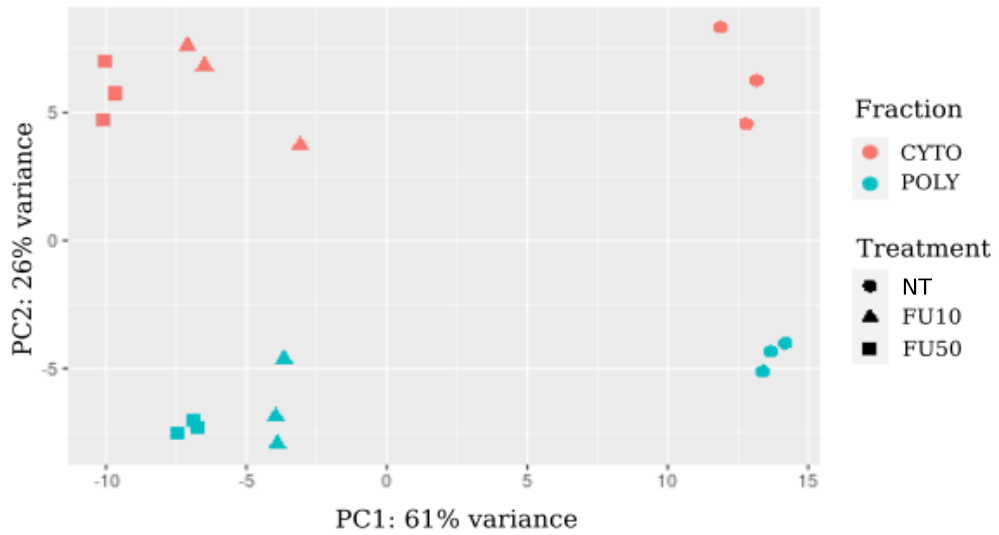 PC2: 26% variance
5
0
-5
-10
-5
0
5
10
15
PC1: 61% variance
Fraction
CYTO
POLY
Treatment
NT
FU10
FU50